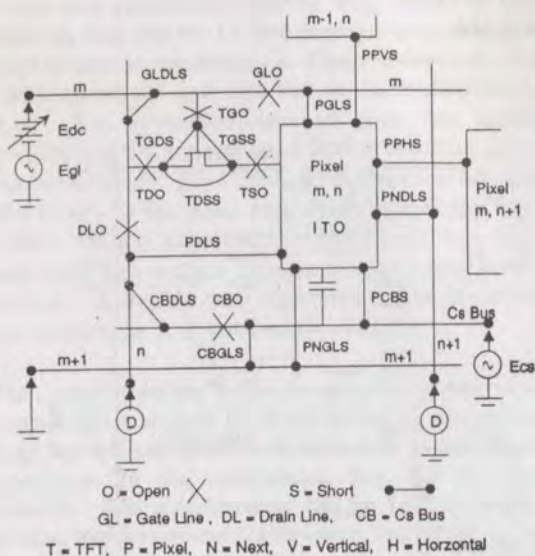 m-1, n
PPVS
GLDLS
GLO
m
m
PGLS
TGO
Edc
TGDS
TGSS
PPHS
Egl
Pixel
m, n
Pixel
m, n+1
TDO
TDSS
TSO
PNDLS
DLO
ITO
PDLS
CBDLS
CBO
PCBS
Cs Bus
n
CBGLS
PNGLS
n+1
m+1
m+1
Ecs
D
D
O = Open
S = Short
GL = Gate Line , DL = Drain Line, CB = Cs Bus
T = TFT, P = Pixel, N = Next, V = Vertical, H = Horzontal